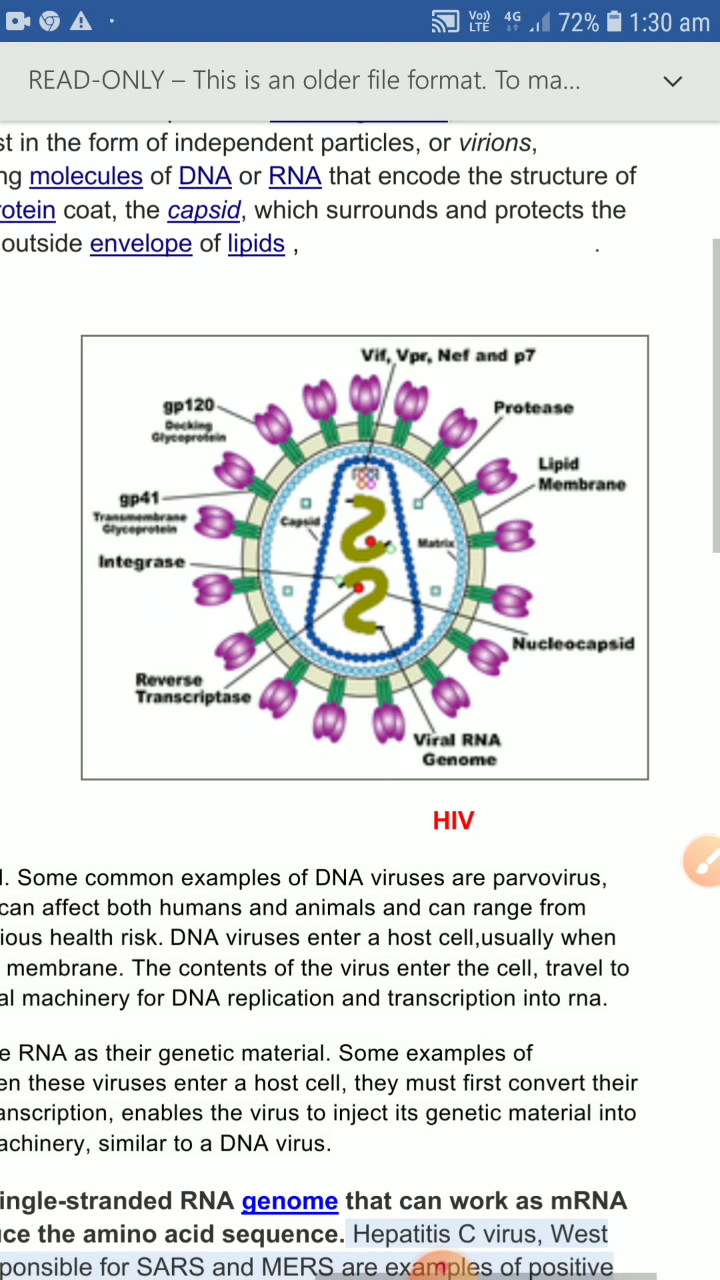 Vo)) 4G 72% 1:30 am
LTE
READ-ONLY – This is an older file format. To ma...
st in the form of independent particles, or virions,
ng molecules of DNA or RNA that encode the structure of
rotein coat, the capsid, which surrounds and protects the
outside envelope of lipids , .
Vif, Vpr, Nef and p7
gp120
Docking
Glycoprotein
Protease
Lipid
Membrane
gp41
Transmembrane
Glycoprotein
Capsid
Matrix
Integrase
Nucleocapsid
Reverse
Transcriptase
Viral RNA
Genome
HIV
l. Some common examples of DNA viruses are parvovirus,
can affect both humans and animals and can range from
ious health risk. DNA viruses enter a host cell,usually when
membrane. The contents of the virus enter the cell, travel to
al machinery for DNA replication and transcription into rna.
e RNA as their genetic material. Some examples of
en these viruses enter a host cell, they must first convert their
anscription, enables the virus to inject its genetic material into
achinery, similar to a DNA virus.
ingle-stranded RNA genome that can work as mRNA
ce the amino acid sequence. Hepatitis C virus, West
ponsible for SARS and MERS are examples of positive